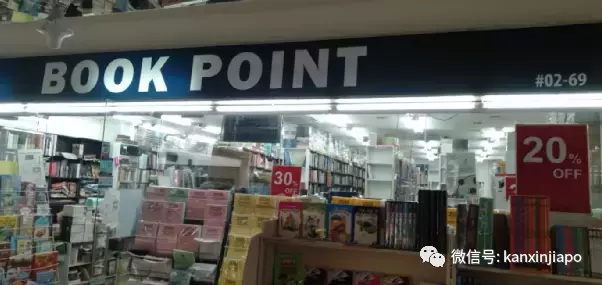 BOOK POINT
#02-69
20% OFF
30% OFF
微信号: kanxinjiapo